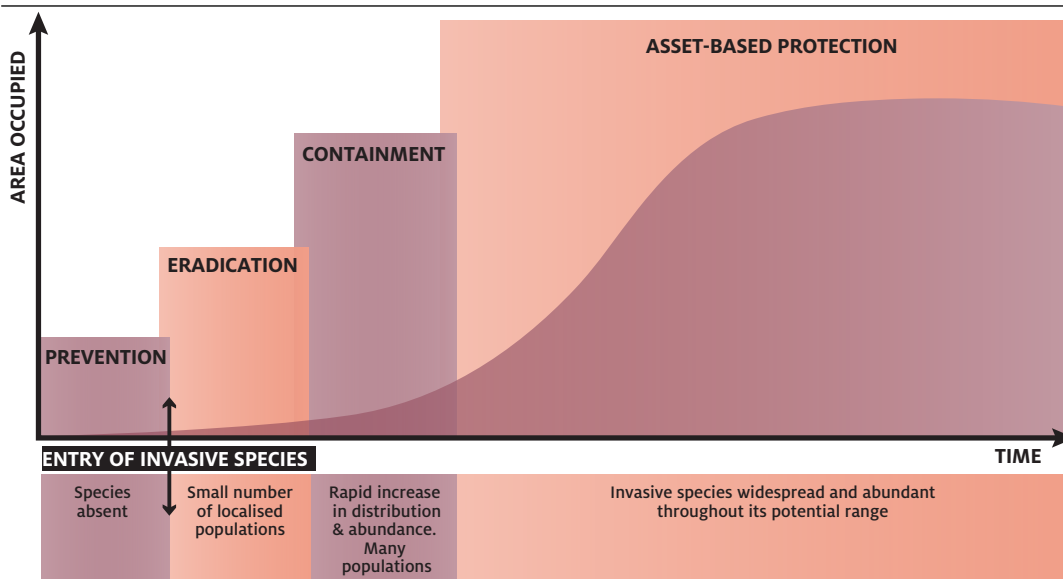 AREA OCCUPIED
ASSET-BASED PROTECTION
CONTAINMENT
ERADICATION
PREVENTION
ENTRY OF INVASIVE SPECIES
TIME
Species
absent
Small number
of localised
populations
Rapid increase
in distribution
& abundance.
Many
populations
Invasive species widespread and abundant
throughout its potential range